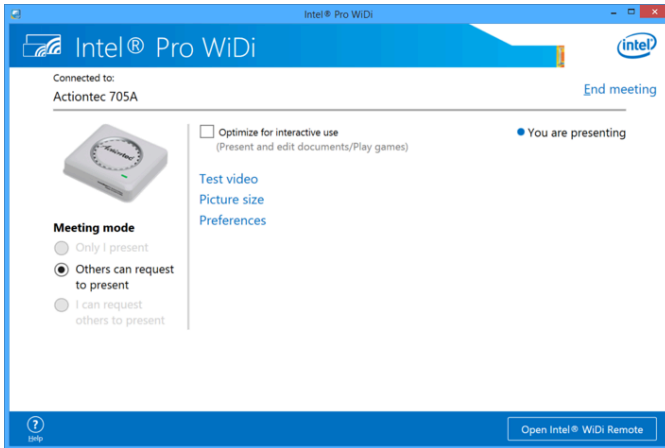 Intel® Pro WiDi
Intel® Pro WiDi
intel
Connected to:
Actiontec 705A
End meeting
Actiontec
Optimize for interactive use
(Present and edit documents/Play games)
You are presenting
Test video
Picture size
Preferences
Meeting mode
Only I present
Others can request
to present
I can request
others to present
?
Help
Open Intel® WiDi Remote